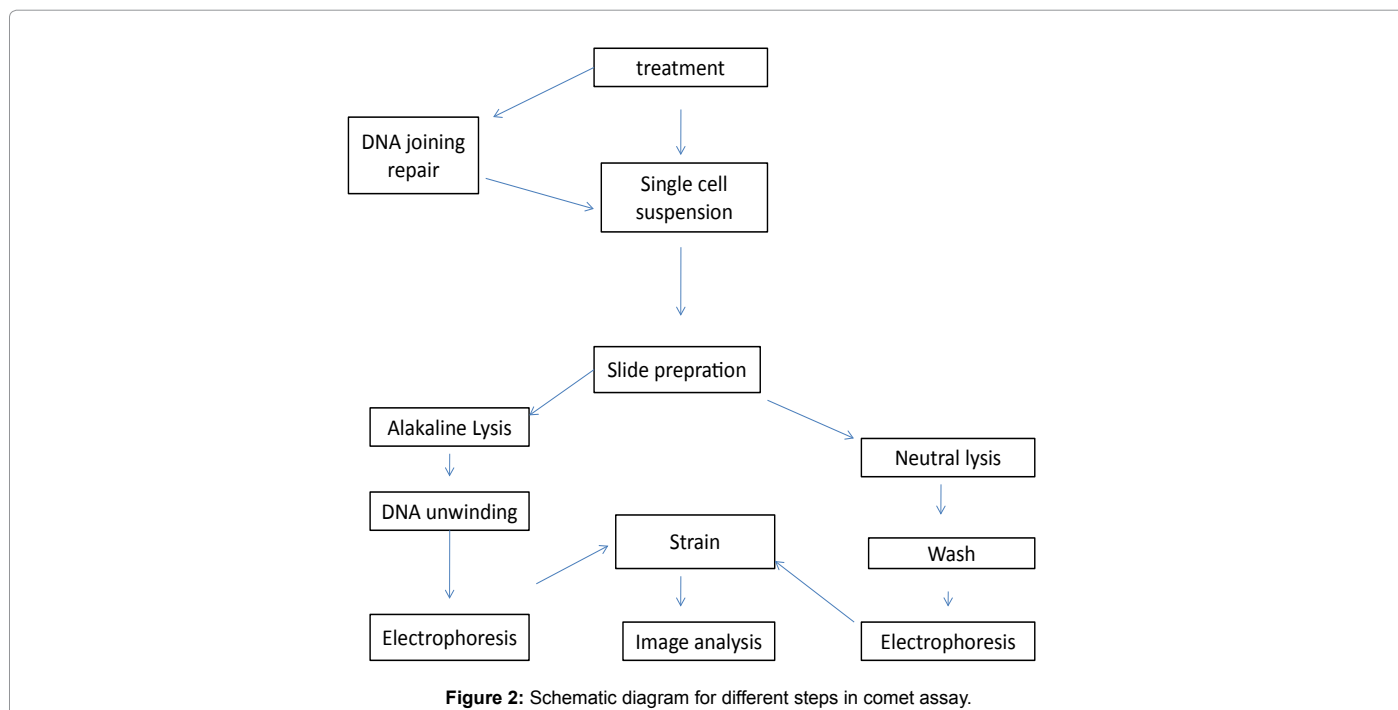 treatment
DNA joining
repair
Single cell
suspension
Slide prepration
Alakaline Lysis
Neutral lysis
DNA unwinding
Strain
Wash
Electrophoresis
Image analysis
Electrophoresis
Figure 2: Schematic diagram for different steps in comet assay.